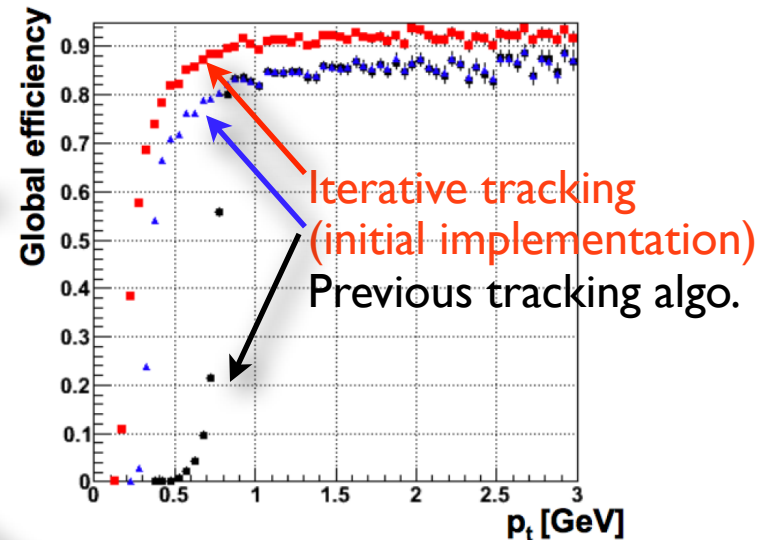 Global efficiency
0.9
0.8
0.7
0.6
0.5
0.4
0.3
0.2
0.1
0
0 0.5 1 1.5 2 2.5 3
p_t [GeV]
Iterative tracking
(initial implementation)
Previous tracking algo.